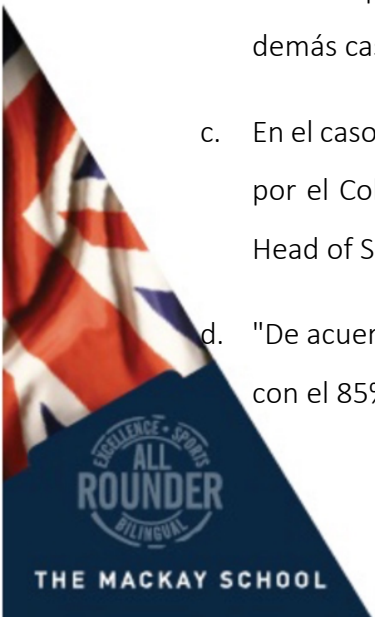 demás ca
c. En el caso
por el Col
Head of S
d. "De acuer
con el 85%
EXCELLENCE • SPORTS
ALL
ROUNDER
BILINGUAL
THE MACKAY SCHOOL